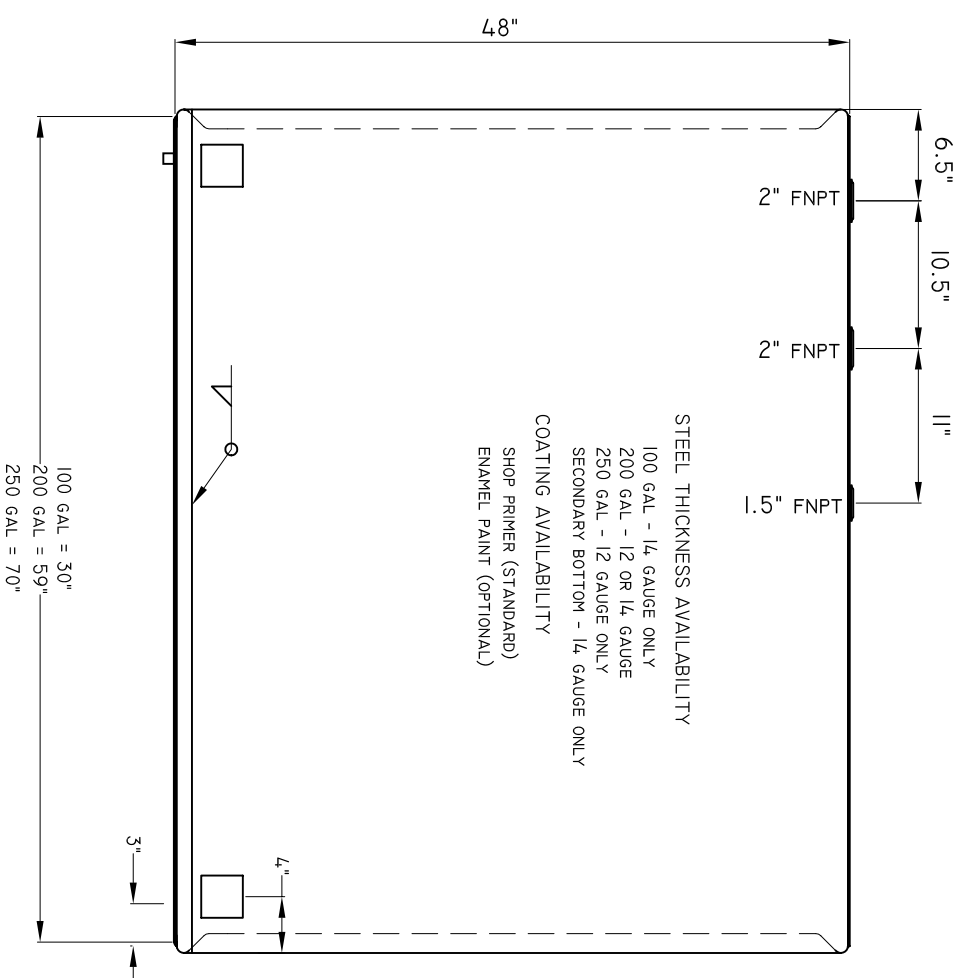 48"
6.5"
10.5"
11"
2" FNPT
2" FNPT
1.5" FNPT
STEEL THICKNESS AVAILABILITY
100 GAL - 14 GAUGE ONLY
200 GAL - 12 OR 14 GAUGE
250 GAL - 12 GAUGE ONLY
SECONDARY BOTTOM - 14 GAUGE ONLY
COATING AVAILABILITY
SHOP PRIMER (STANDARD)
ENAMEL PAINT (OPTIONAL)
4"
3"
100 GAL = 30"
200 GAL = 59"
250 GAL = 70"